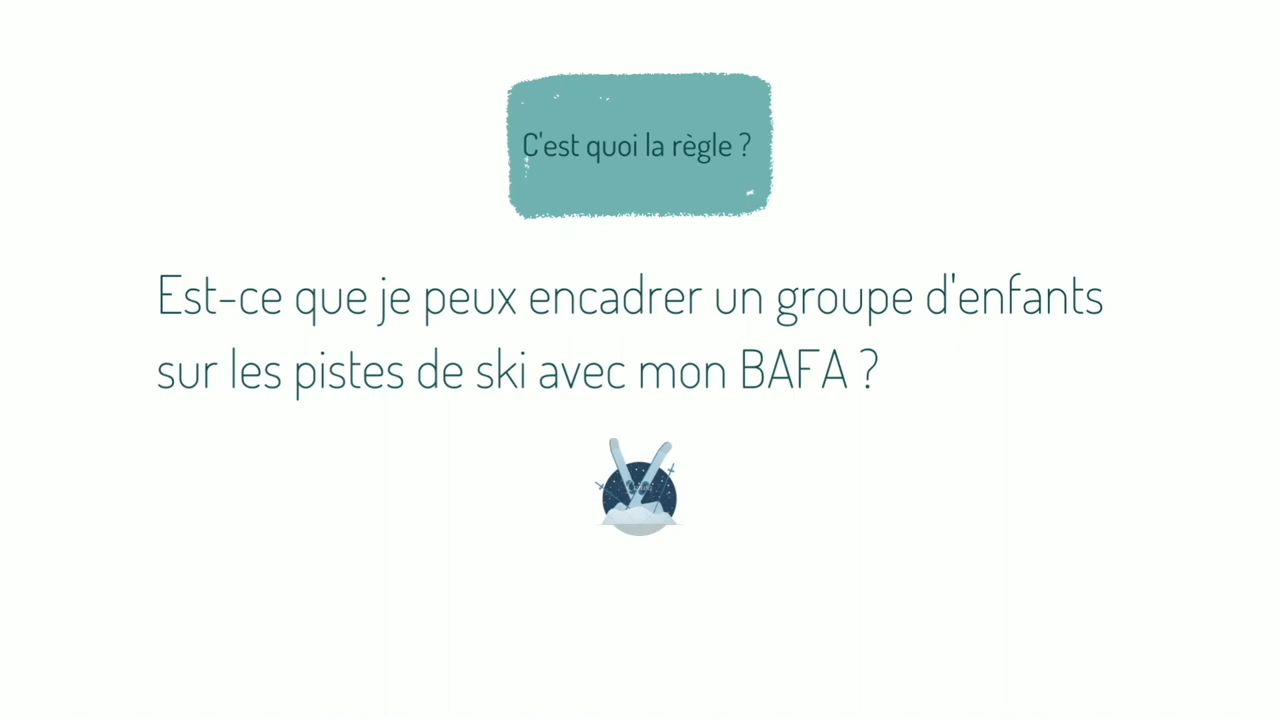 C'est quoi la règle ?
Est-ce que je peux encadrer un groupe d'enfants
sur les pistes de ski avec mon BAFA ?